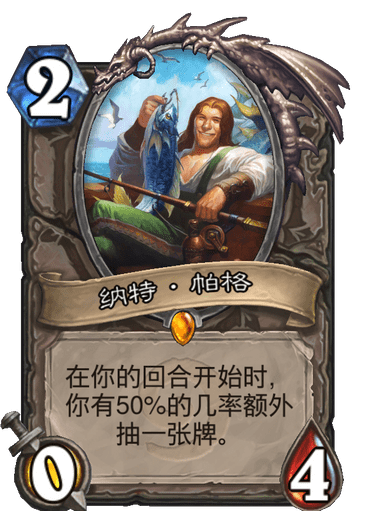 2
纳特·帕格
在你的回合开始时，
你有50%的几率额外
抽一张牌。
0
4